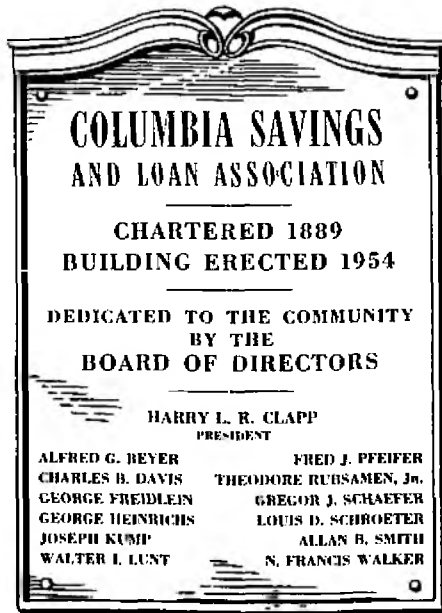 COLUMBIA SAVINGS
AND LOAN ASSOCIATION
CHARTERED 1889
BUILDING ERECTED 1954
DEDICATED TO THE COMMUNITY
BY THE
BOARD OF DIRECTORS
HARRY L. R. CLAPP
PRESIDENT
ALFRED G. BEYER FRED J. PFEIFER
CHARLES B. DAVIS THEODORE RUBSAMEN, Jr.
GEORGE FREIDLEIN GREGOR J. SCHAEFER
GEORGE HEINRICHS LOUIS D. SCHROETER
JOSEPH KUMP ALLAN B. SMITH
WALTER I. LUNT N. FRANCIS WALKER